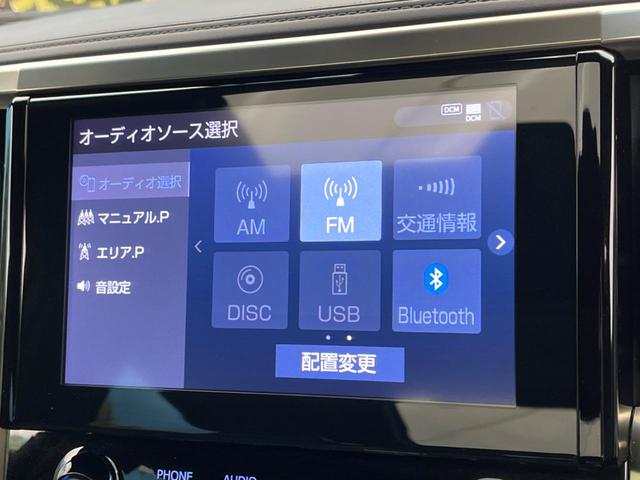 DCM
DCM
オーディオソース選択
オーディオ選択
マニュアル.P
エリア.P
音設定
AM
FM
交通情報
DISC
USB
Bluetooth
配置変更
PHONE
AUDIO